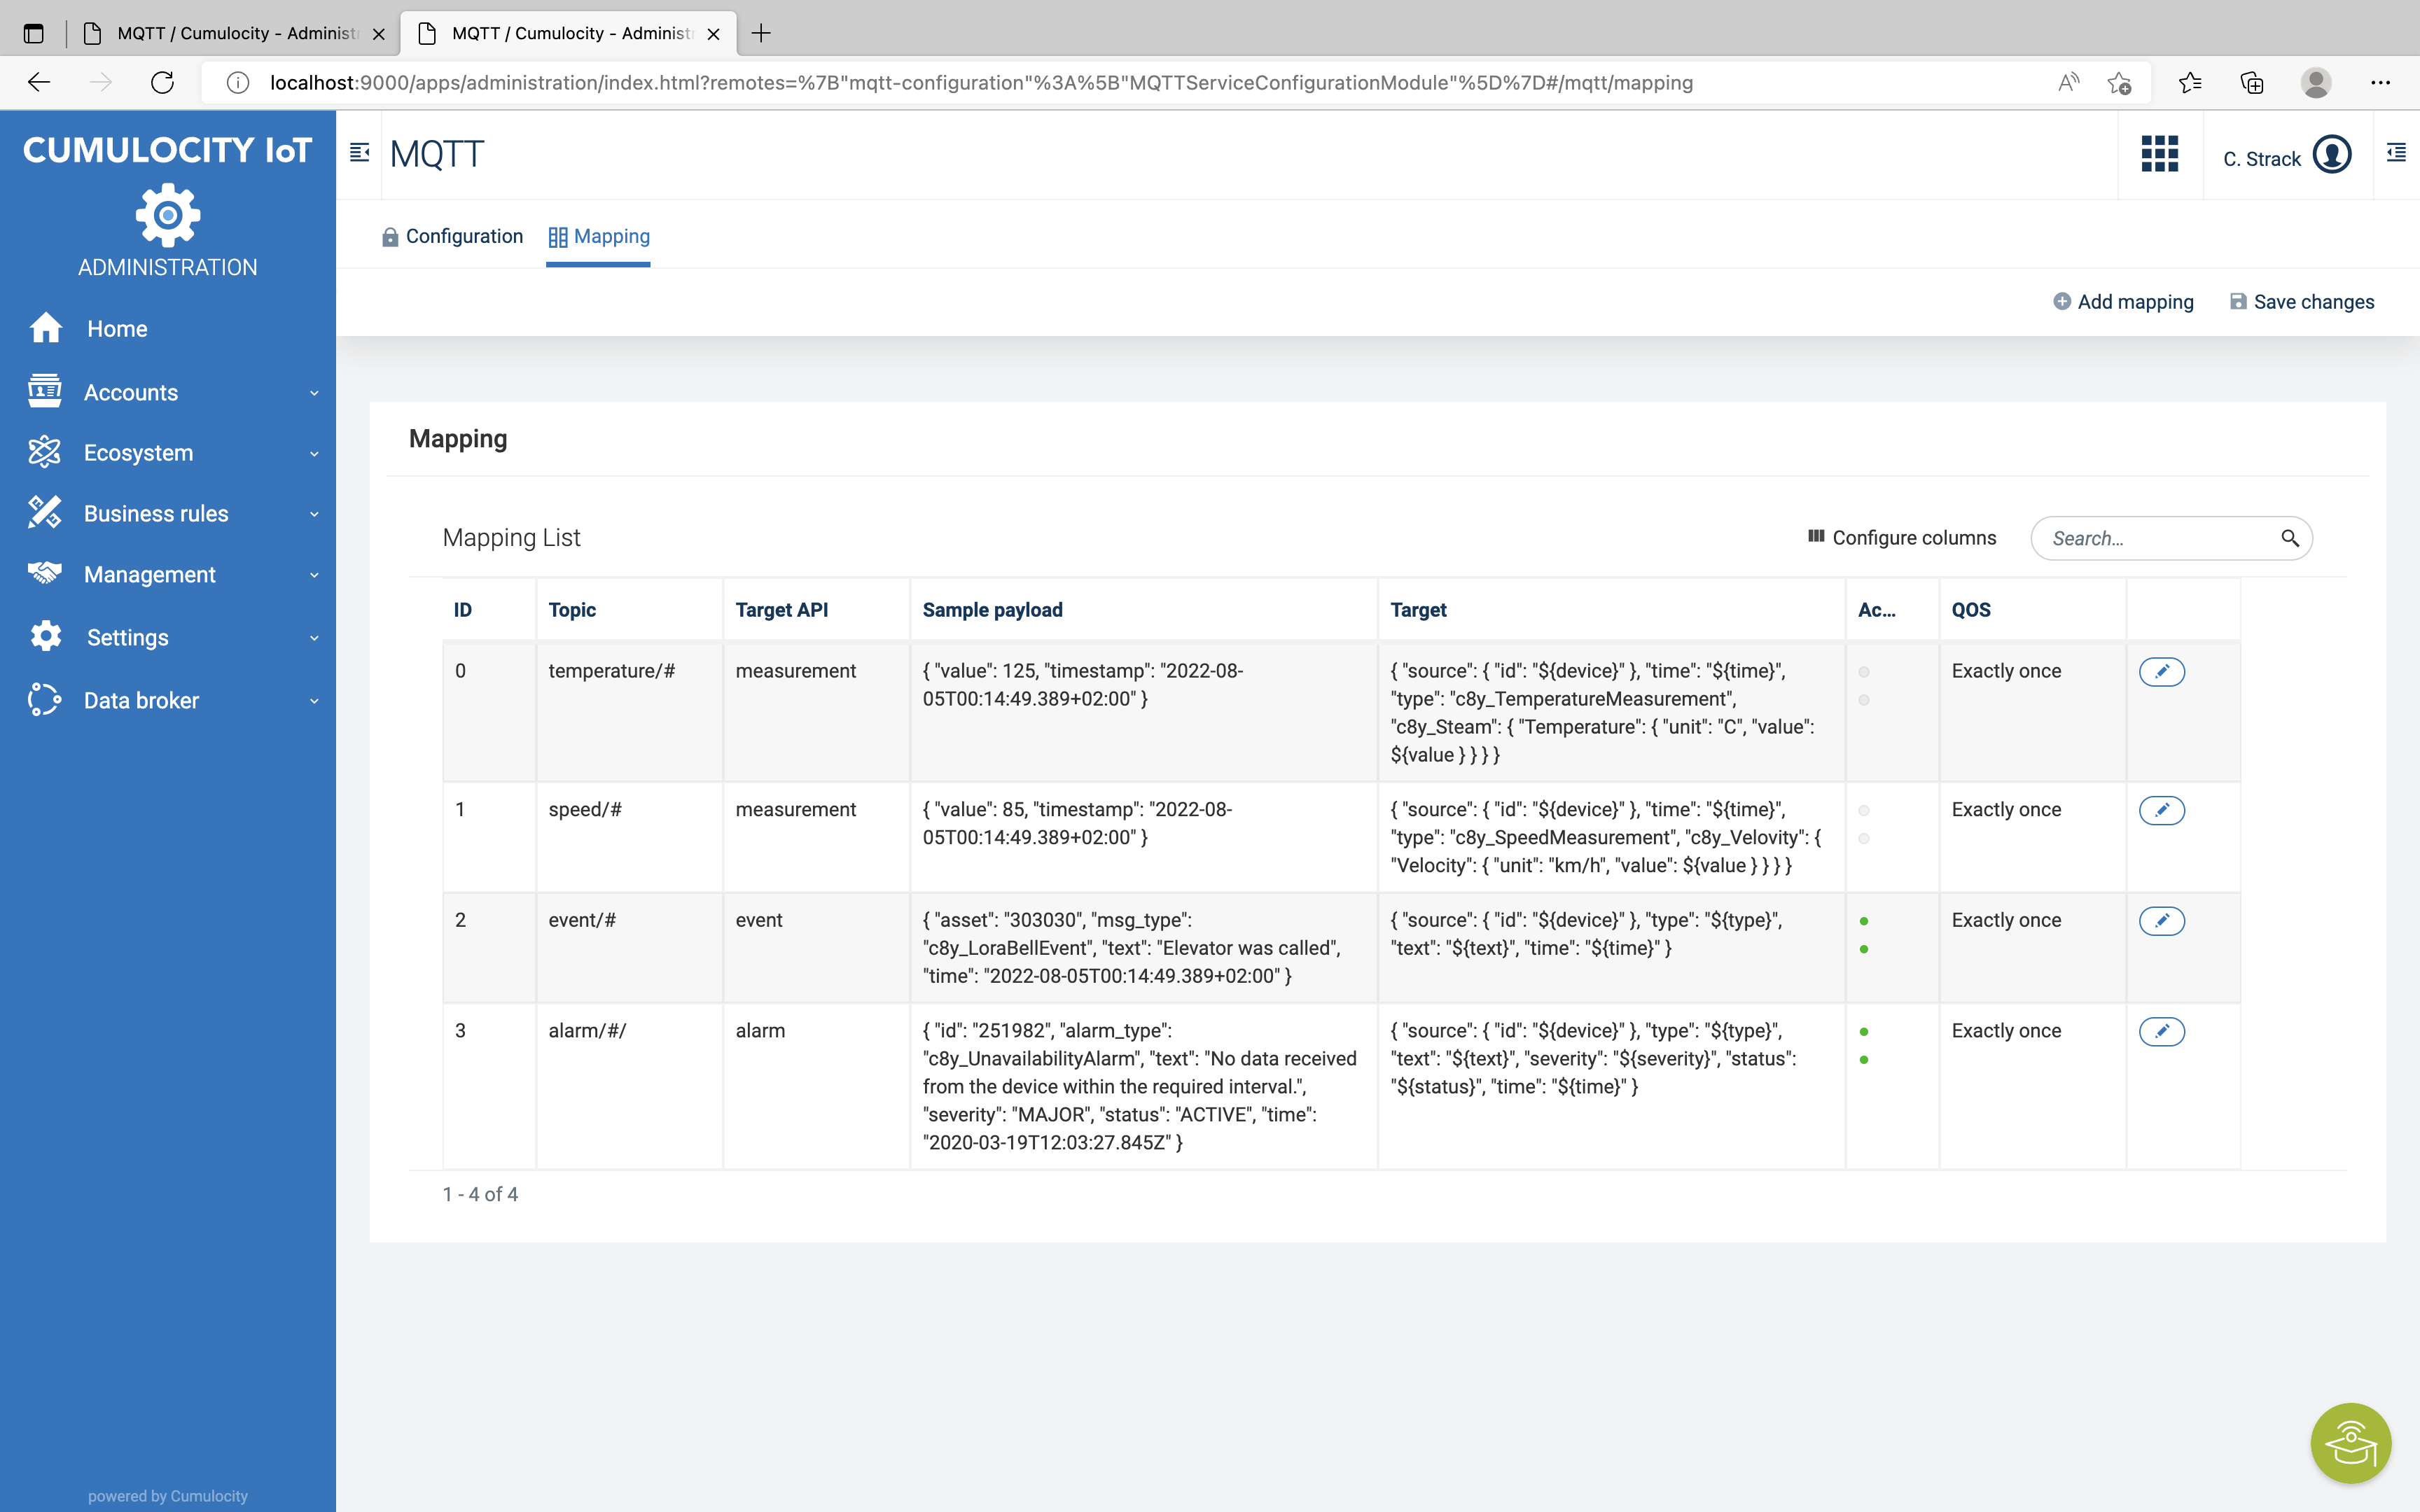 MQTT / Cumulocity - Administ
MQTT / Cumulocity - Administ
localhost:9000/apps/administration/index.html?remotes=%7B"mqtt-configuration"%3A%5B"MQTTServiceConfigurationModule"%5D%7D#/mqtt/mapping
CUMULOCITY IoT
ADMINISTRATION
Home
Accounts
Ecosystem
Business rules
Management
Settings
Data broker
powered by Cumulocity
MQTT
C. Strack
Configuration
Mapping
Add mapping
Save changes
Mapping
Mapping List
Configure columns
Search...
ID Topic Target API Sample payload Target Ac... QOS
0 temperature/# measurement
{ "value": 125, "timestamp": "2022-08-
05T00:14:49.389+02:00" }
{ "source": { "id": "${device}" }, "time": "${time}",
"type": "c8y_TemperatureMeasurement",
"c8y_Steam": { "Temperature": { "unit": "C", "value":
${value } } } }
Exactly once
1 speed/# measurement
{ "value": 85, "timestamp": "2022-08-
05T00:14:49.389+02:00" }
{ "source": { "id": "${device}" }, "time": "${time}",
"type": "c8y_SpeedMeasurement", "c8y_Velovity": {
"Velocity": { "unit": "km/h", "value": ${value } } } }
Exactly once
2 event/# event
{ "asset": "303030", "msg_type":
"c8y_LoraBellEvent", "text": "Elevator was called",
"time": "2022-08-05T00:14:49.389+02:00" }
{ "source": { "id": "${device}" }, "type": "${type}",
"text": "${text}", "time": "${time}" }
Exactly once
3 alarm/#/ alarm
{ "id": "251982", "alarm_type":
"c8y_UnavailabilityAlarm", "text": "No data received
from the device within the required interval.",
"severity": "MAJOR", "status": "ACTIVE", "time":
"2020-03-19T12:03:27.845Z" }
{ "source": { "id": "${device}" }, "type": "${type}",
"text": "${text}", "severity": "${severity}", "status":
"${status}", "time": "${time}" }
Exactly once
1 - 4 of 4